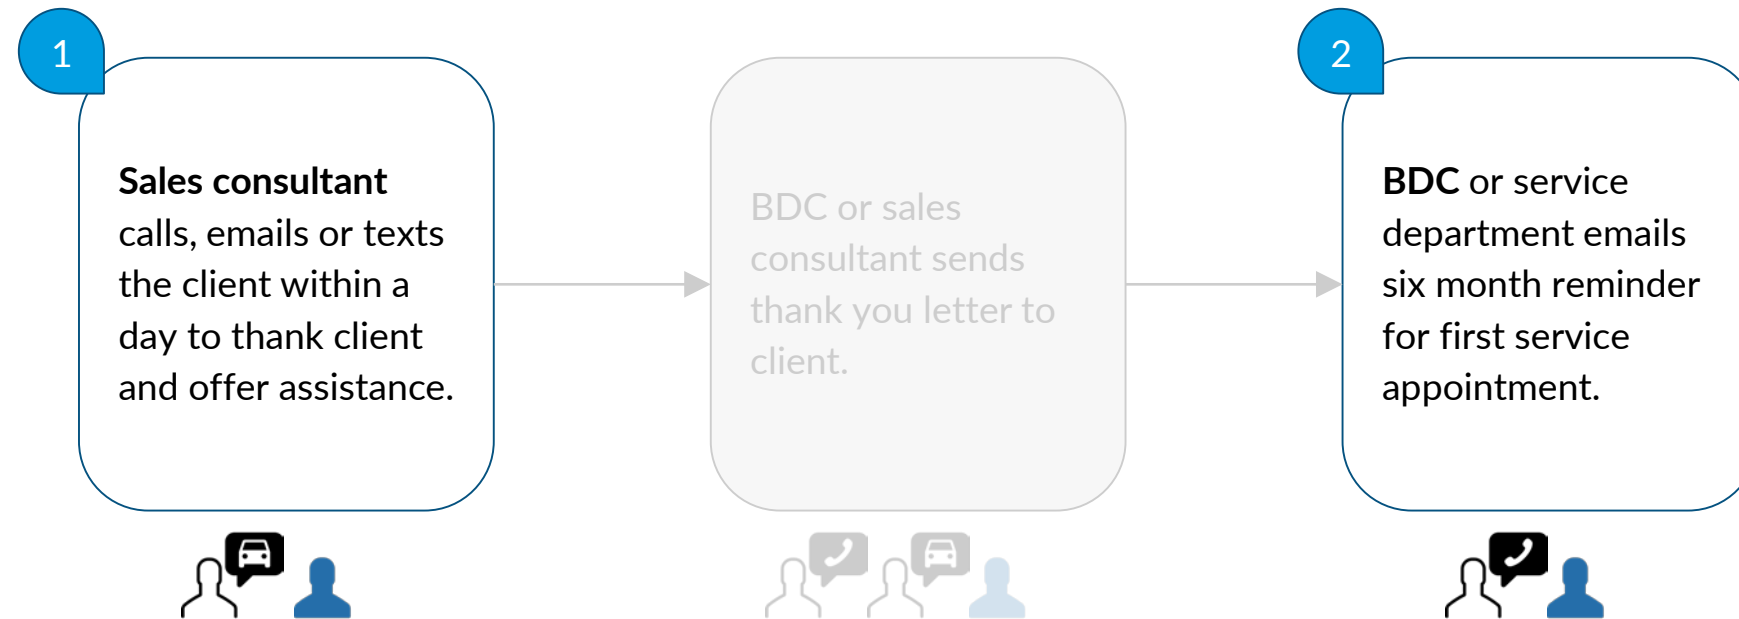 1
Sales consultant
calls, emails or texts
the client within a
day to thank client
and offer assistance.
BDC or sales
consultant sends
thank you letter to
client.
2
BDC or service
department emails
six month reminder
for first service
appointment.